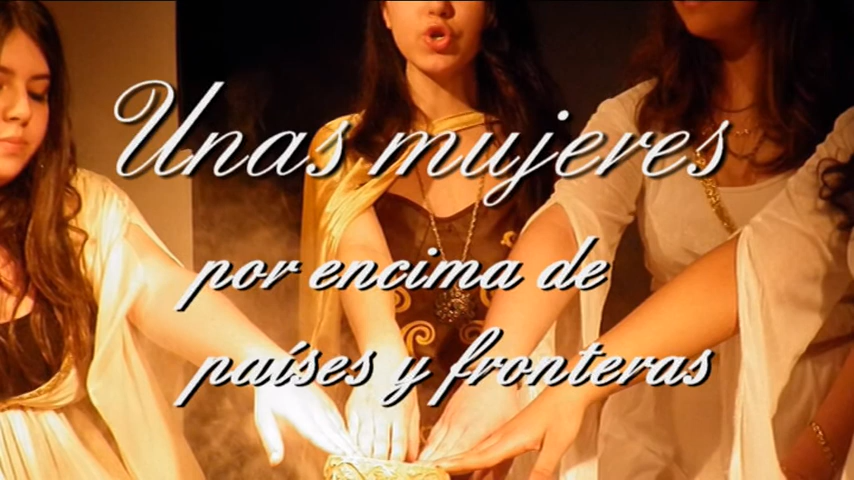 Unas mujeres
por encima de
países y fronteras